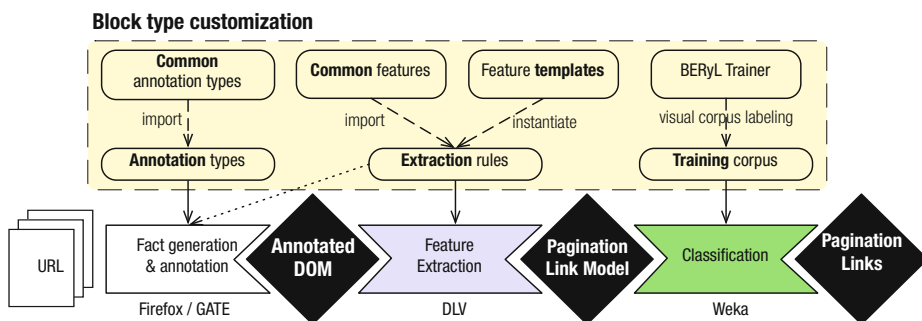 Block type customization
Common
annotation types
Common features
Feature templates
BERyL Trainer
import
import
instantiate
visual corpus labeling
Annotation types
Extraction rules
Training corpus
URL
Fact generation
& annotation
Annotated
DOM
Feature
Extraction
Pagination
Link Model
Classification
Pagination
Links
Firefox / GATE
DLV
Weka